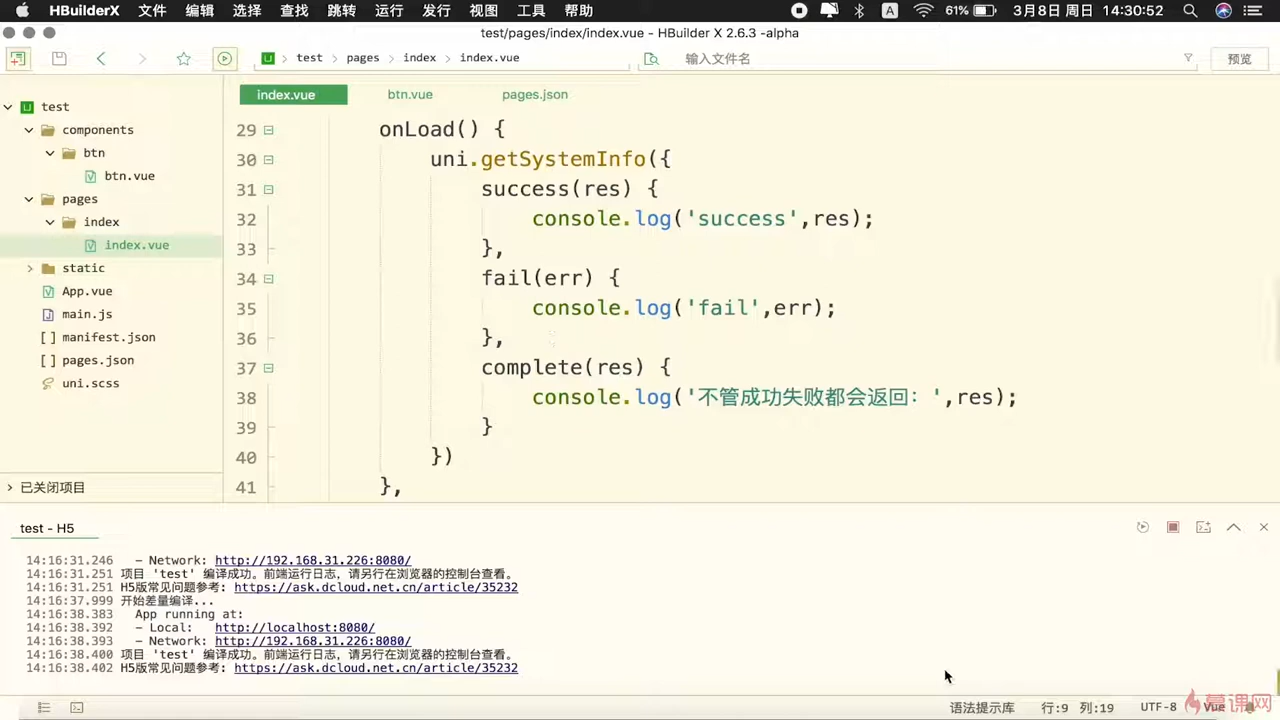 HBuilderX 文件 编辑 选择 查找 跳转 运行 发行 视图 工具 帮助 A 61% 3月8日 周日 14:30:52
test/pages/index/index.vue - HBuilder X 2.6.3 -alpha
test pages index index.vue 输入文件名 预览
index.vue btn.vue pages.json
test
components
btn
btn.vue
pages
index
index.vue
static
App.vue
main.js
manifest.json
pages.json
uni.scss
已关闭项目
29 onLoad() {
30 uni.getSystemInfo({
31 success(res) {
32 console.log('success',res);
33 },
34 fail(err) {
35 console.log('fail',err);
36 },
37 complete(res) {
38 console.log('不管成功失败都会返回：',res);
39 }
40 })
41 },
test - H5
14:16:31.246 - Network: http://192.168.31.226:8080/
14:16:31.251 项目 'test' 编译成功。前端运行日志，请另行在浏览器的控制台查看。
14:16:31.251 H5版常见问题参考: https://ask.dcloud.net.cn/article/35232
14:16:37.999 开始差量编译...
14:16:38.383 App running at:
14:16:38.392 - Local: http://localhost:8080/
14:16:38.393 - Network: http://192.168.31.226:8080/
14:16:38.400 项目 'test' 编译成功。前端运行日志，请另行在浏览器的控制台查看。
14:16:38.402 H5版常见问题参考: https://ask.dcloud.net.cn/article/35232
语法提示库 行:9 列:19 UTF-8 Vue
慕课网